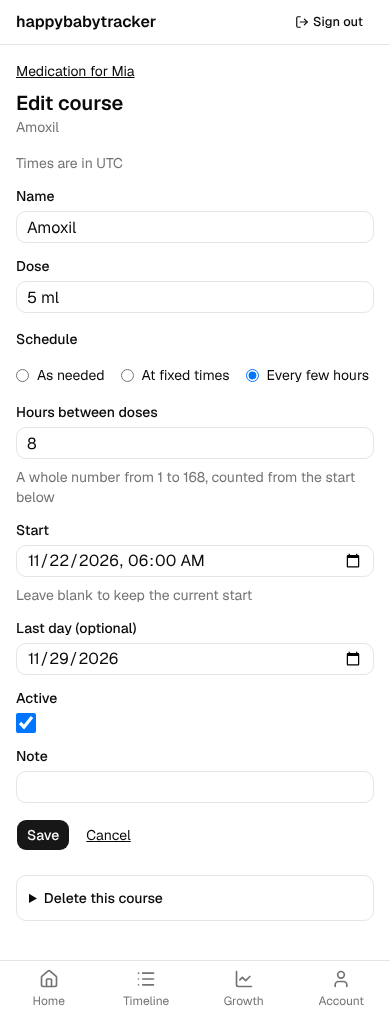 happybabytracker
Sign out
Medication for Mia
Edit course
Amoxil
Times are in UTC
Name
Amoxil
Dose
5 ml
Schedule
As needed At fixed times Every few hours
Hours between doses
8
A whole number from 1 to 168, counted from the start
below
Start
11/22/2026, 06:00 AM
Leave blank to keep the current start
Last day (optional)
11/29/2026
Active
Note
Save Cancel
Delete this course
Home Timeline Growth Account